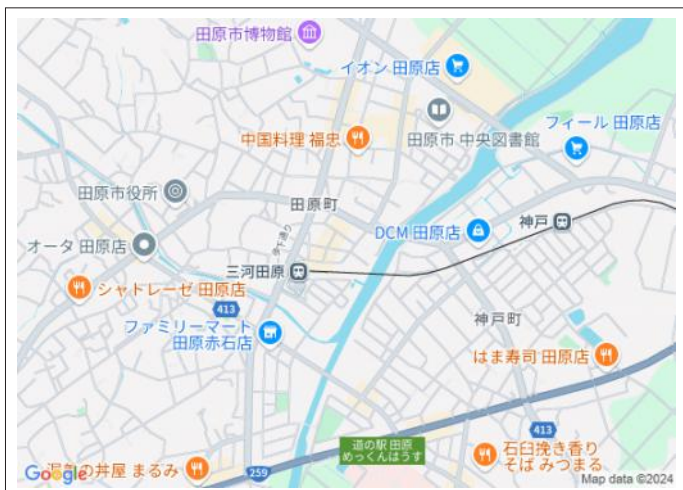 田原市博物館
イオン 田原店
中国料理 福忠
田原市 中央図書館
フィール 田原店
田原市役所
田原町
DCM 田原店
神戸
オータ 田原店
三河田原
シャトレーゼ 田原店
413
ファミリーマート
田原赤石店
神戸町
はま寿司 田原店
413
道の駅 田原
めっくんはうす
石臼挽き香り
そば みつまる
の丼屋 まるみ
259
Google
Map data ©2024